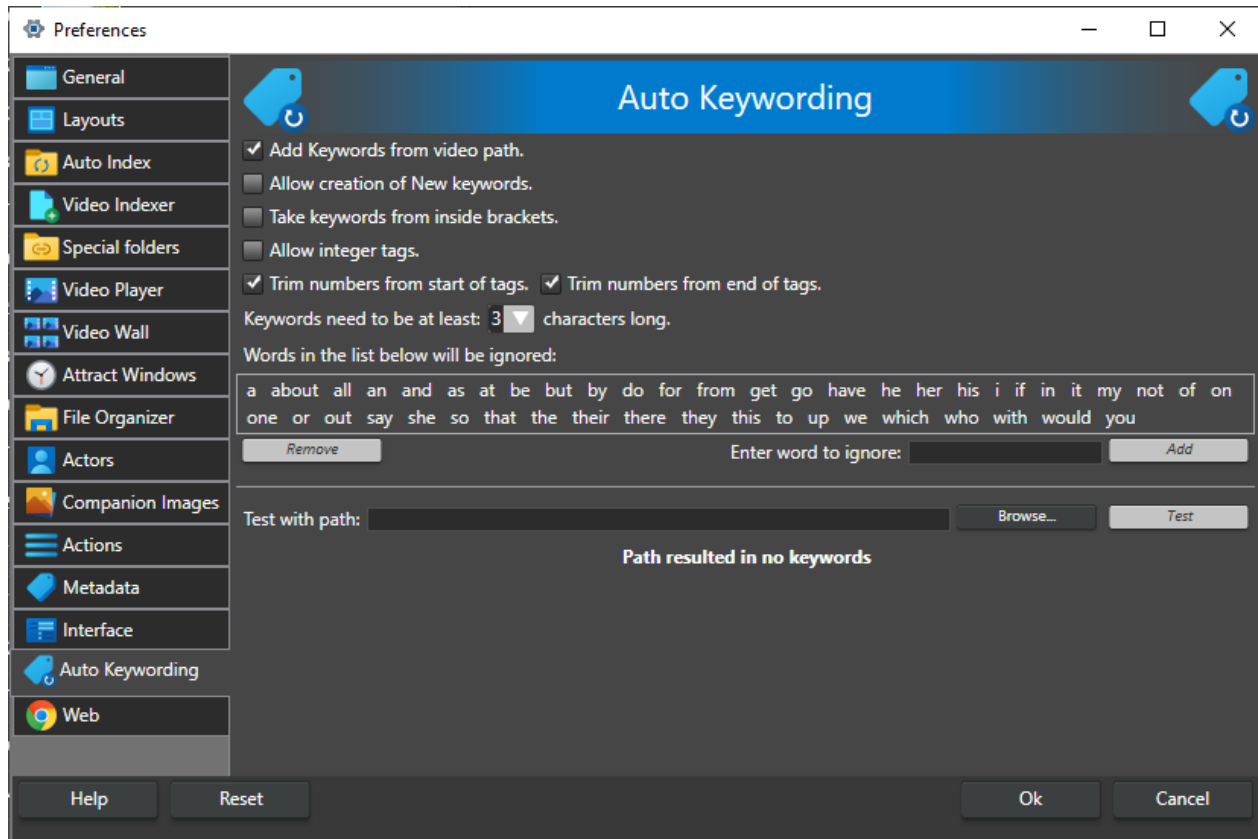 Preferences
General
Layouts
Auto Index
Video Indexer
Special folders
Video Player
Video Wall
Attract Windows
File Organizer
Actors
Companion Images
Actions
Metadata
Interface
Auto Keywording
Web
Auto Keywording
Add Keywords from video path.
Allow creation of New keywords.
Take keywords from inside brackets.
Allow integer tags.
Trim numbers from start of tags. Trim numbers from end of tags.
Keywords need to be at least: 3 characters long.
Words in the list below will be ignored:
a about all an and as at be but by do for from get go have he her his i if in it my not of on
one or out say she so that the their there they this to up we which who with would you
Remove Enter word to ignore: Add
Test with path: Browse... Test
Path resulted in no keywords
Help Reset Ok Cancel